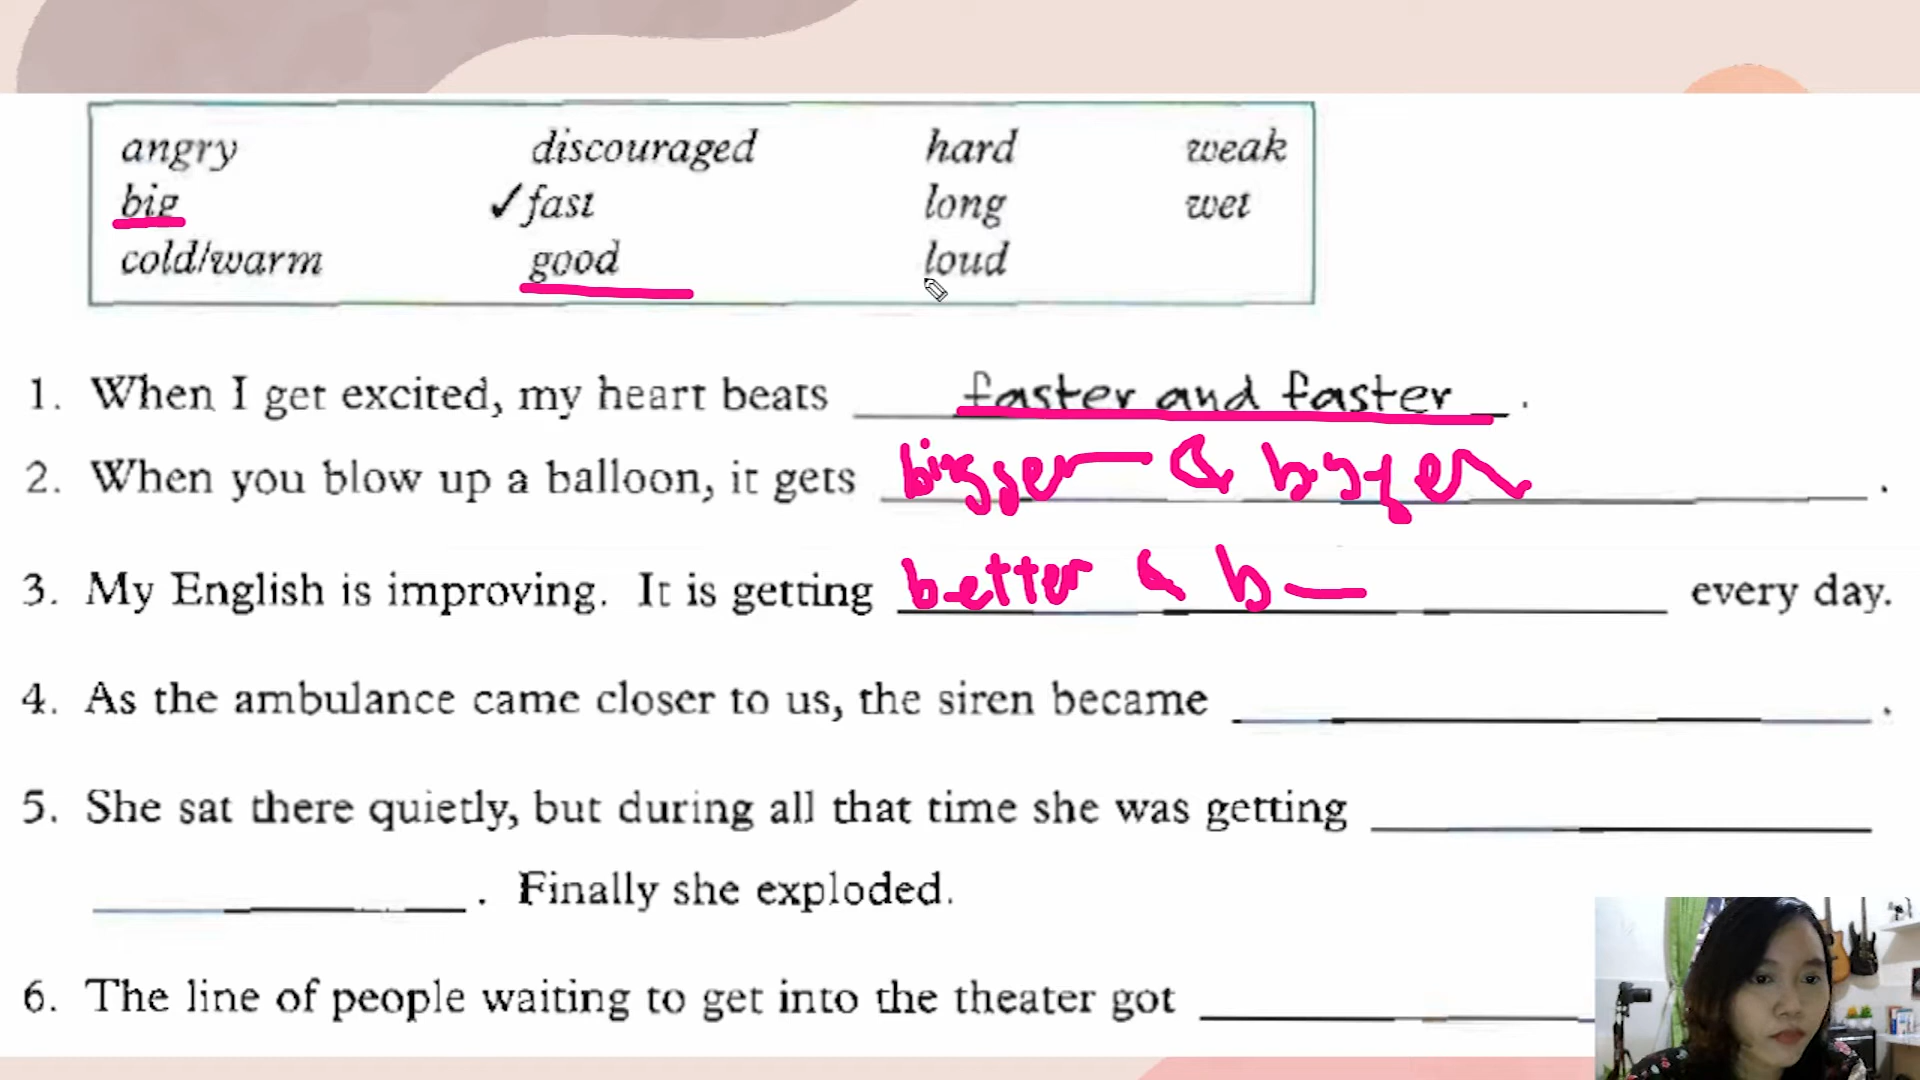 angry discouraged hard weak
big ✓fast long wet
cold/warm good loud
1. When I get excited, my heart beats faster and faster.
2. When you blow up a balloon, it gets bigger & bigger.
3. My English is improving. It is getting better & b— every day.
4. As the ambulance came closer to us, the siren became ____.
5. She sat there quietly, but during all that time she was getting ____
____. Finally she exploded.
6. The line of people waiting to get into the theater got ____